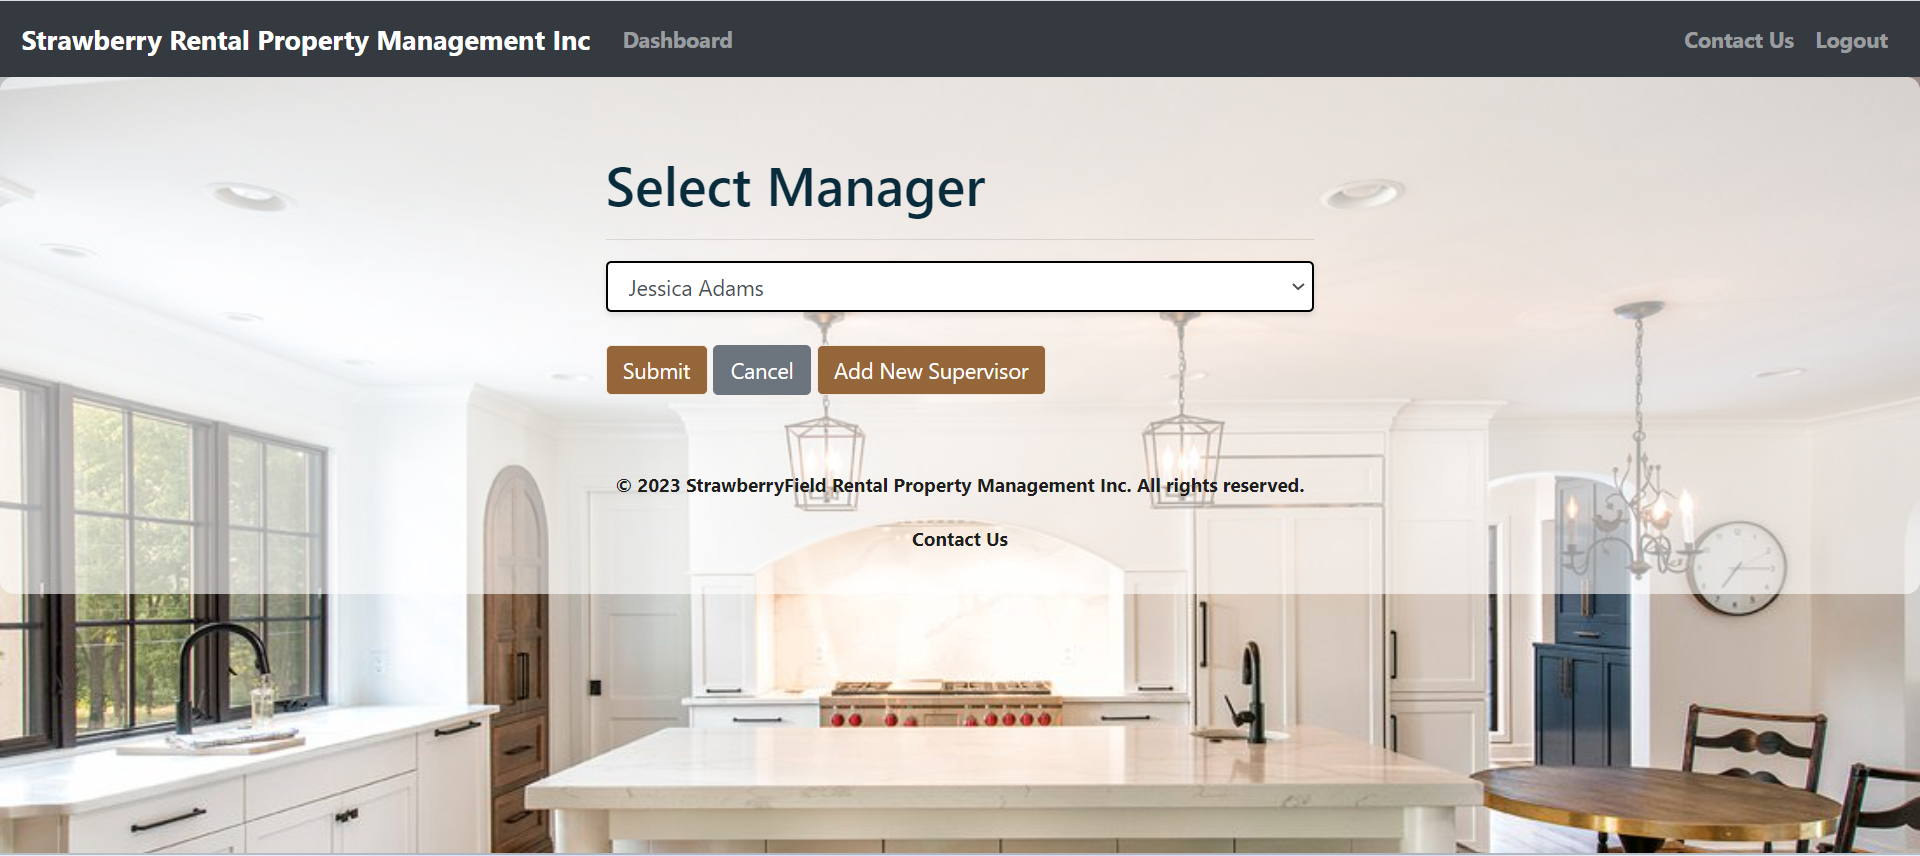 Strawberry Rental Property Management Inc Dashboard Contact Us Logout
Select Manager
Jessica Adams
Submit Cancel Add New Supervisor
© 2023 StrawberryField Rental Property Management Inc. All rights reserved.
Contact Us